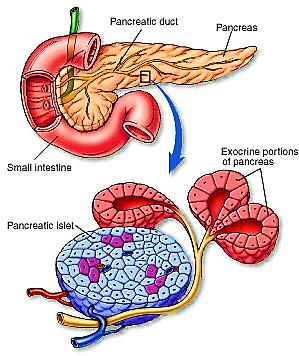 Pancreatic duct
Pancreas
Small intestine
Exocrine portions
of pancreas
Pancreatic Islet